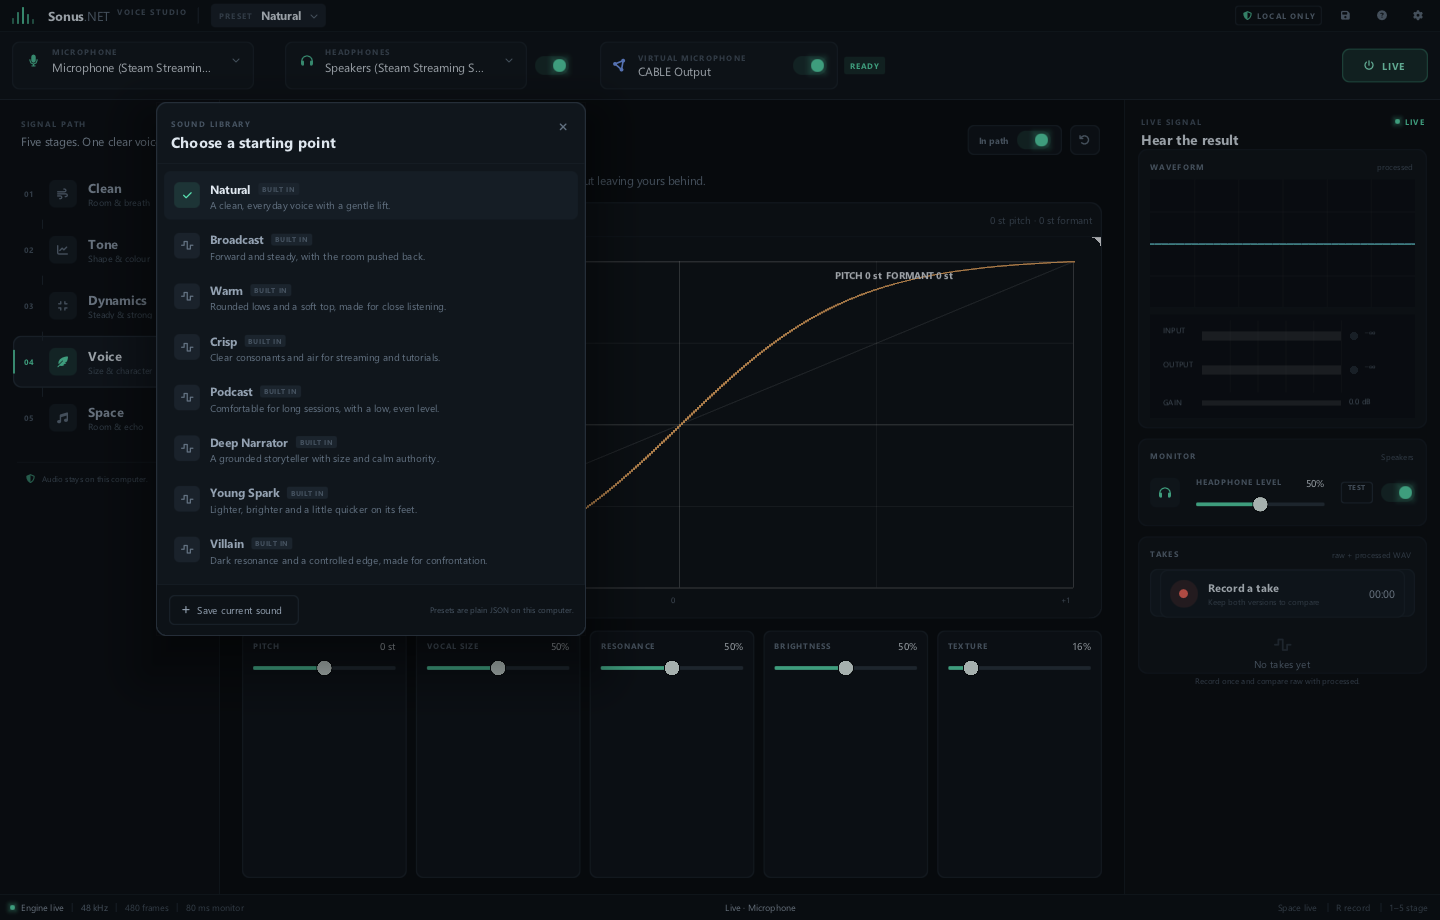 Sonus.NET VOICE STUDIO
PRESET Natural
LOCAL ONLY
MICROPHONE
Microphone (Steam Streamin...
HEADPHONES
Speakers (Steam Streaming S...
VIRTUAL MICROPHONE
CABLE Output
READY
LIVE
SIGNAL PATH
Five stages. One clear voic
01
Clean
Room & breath
02
Tone
Shape & colour
03
Dynamics
Steady & strong
04
Voice
Size & character
05
Space
Room & echo
Audio stays on this computer
SOUND LIBRARY
Choose a starting point
Natural BUILT IN
A clean, everyday voice with a gentle lift.
Broadcast BUILT IN
Forward and steady, with the room pushed back.
Warm BUILT IN
Rounded lows and a soft top, made for close listening.
Crisp BUILT IN
Clear consonants and air for streaming and tutorials.
Podcast BUILT IN
Comfortable for long sessions, with a low, even level.
Deep Narrator BUILT IN
A grounded storyteller with size and calm authority.
Young Spark BUILT IN
Lighter, brighter and a little quicker on its feet.
Villain BUILT IN
Dark resonance and a controlled edge, made for confrontation.
+ Save current sound
Presets are plain JSON on this computer
In path
ut leaving yours behind.
0 st pitch · 0 st formant
PITCH 0 st FORMANT 0 st
0
+1
PITCH 0 st
VOCAL SIZE 50%
RESONANCE 50%
BRIGHTNESS 50%
TEXTURE 16%
LIVE SIGNAL
LIVE
Hear the result
WAVEFORM
processed
INPUT
-∞
OUTPUT
-∞
GAIN
0.0 dB
MONITOR
Speakers
HEADPHONE LEVEL 50%
TEST
TAKES
raw + processed WAV
Record a take
Keep both versions to compare
00:00
No takes yet
Record once and compare raw with processed.
Engine live
48 kHz
480 frames
80 ms monitor
Live · Microphone
Space live
R record
1–5 stage